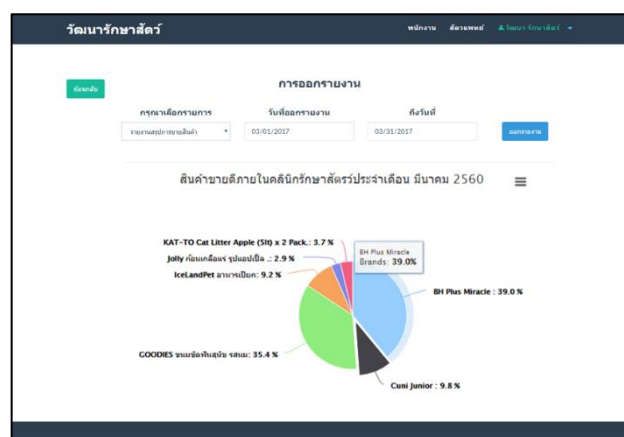 วัฒนารักษาสัตว์
พนักงาน สัตวแพทย์ วัฒนา รักษาสัตว์
ย้อนกลับ
การออกรายงาน
กรุณาเลือกรายการ วันที่ออกรายงาน ถึงวันที่
รายงานสรุปการขายสินค้า 03/01/2017 03/31/2017 ออกรายงาน
สินค้าขายดีภายในคลินิกรักษาสัตว์ประจำเดือน มีนาคม 2560
KAT-TO Cat Litter Apple (5lt) x 2 Pack.: 3.7 %
BH Plus Miracle
Brands: 39.0%
Jolly ก้อนเกลือแร่ รูปแอปเปิ้ล .: 2.9 %
IceLandPet อาหารเปียก: 9.2 %
BH Plus Miracle : 39.0 %
GOODIES ขนมขัดฟันสุนัข รสนม: 35.4 %
Cuni Junior : 9.8 %